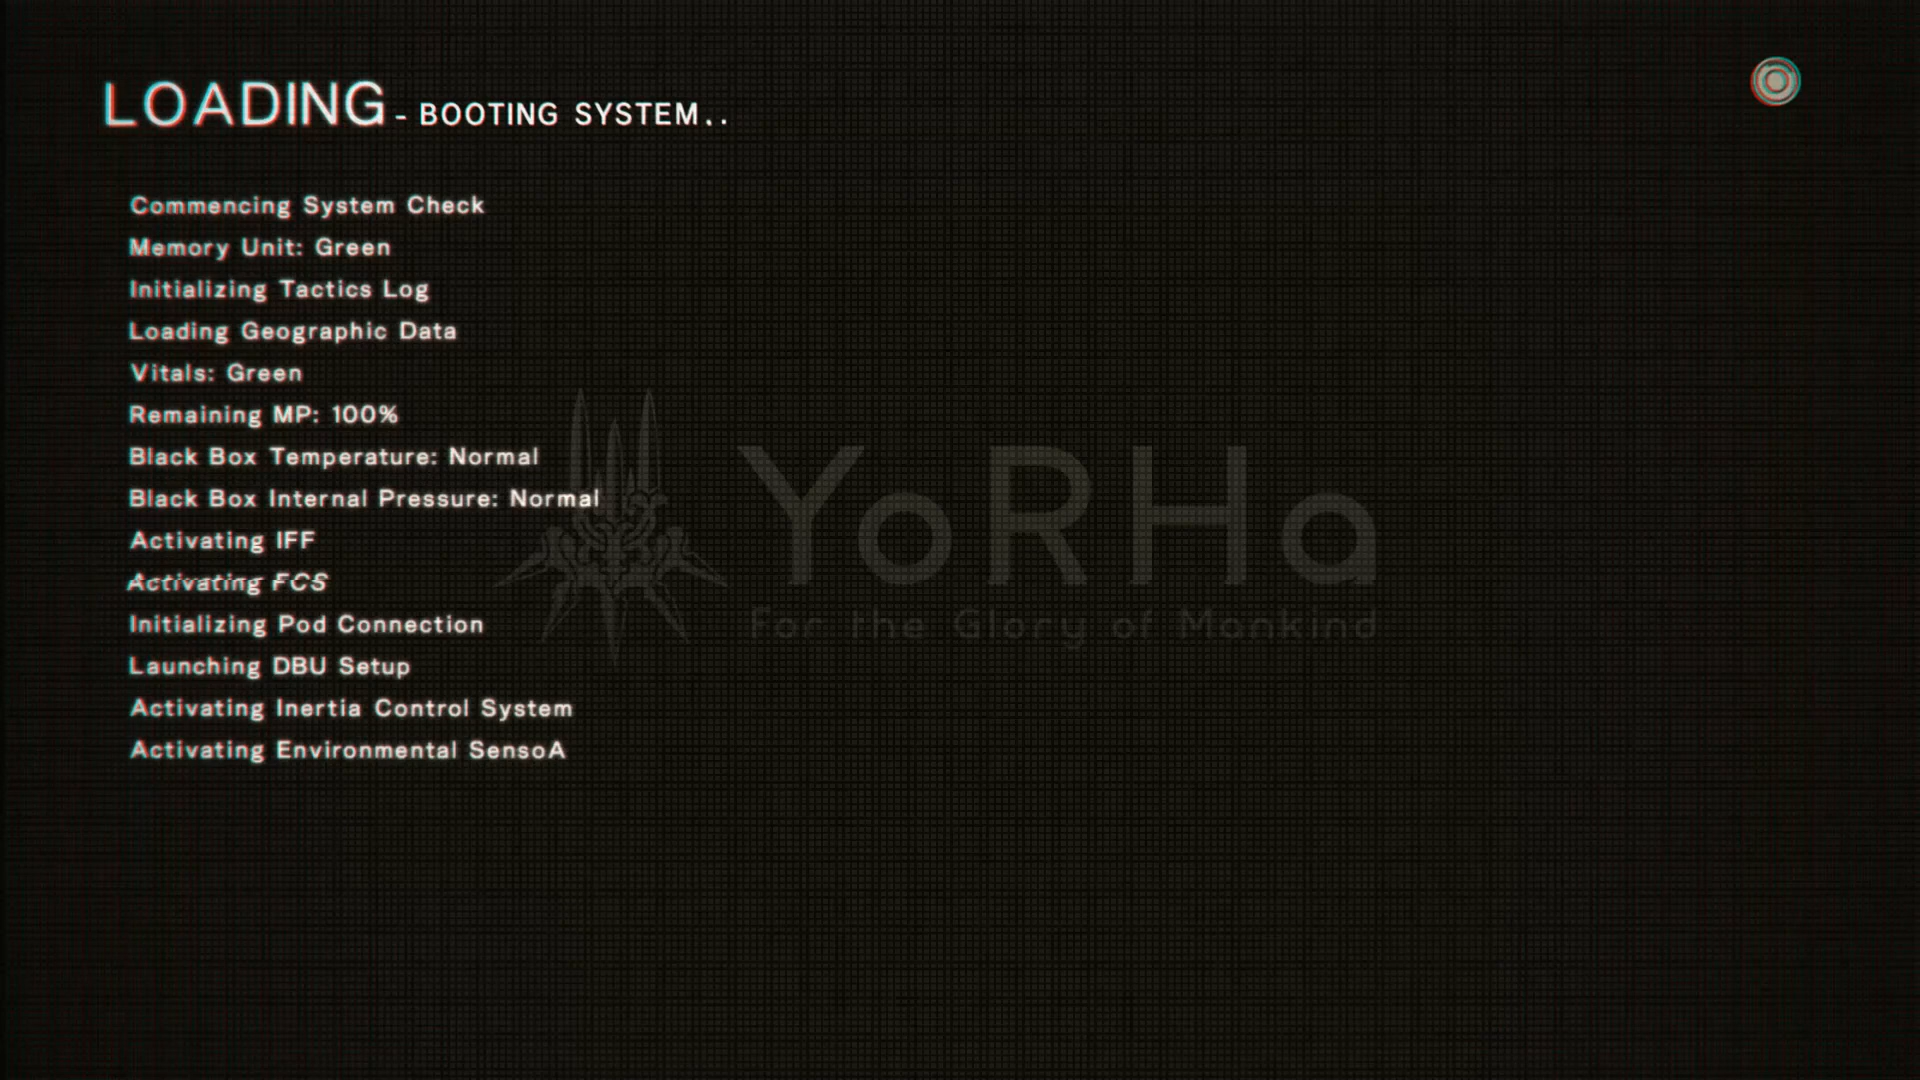 LOADING - BOOTING SYSTEM..
Commencing System Check
Memory Unit: Green
Initializing Tactics Log
Loading Geographic Data
Vitals: Green
Remaining MP: 100%
Black Box Temperature: Normal
Black Box Internal Pressure: Normal
Activating IFF
Activating FCS
Initializing Pod Connection
Launching DBU Setup
Activating Inertia Control System
Activating Environmental SensoA
YoRHa
For the Glory of Mankind